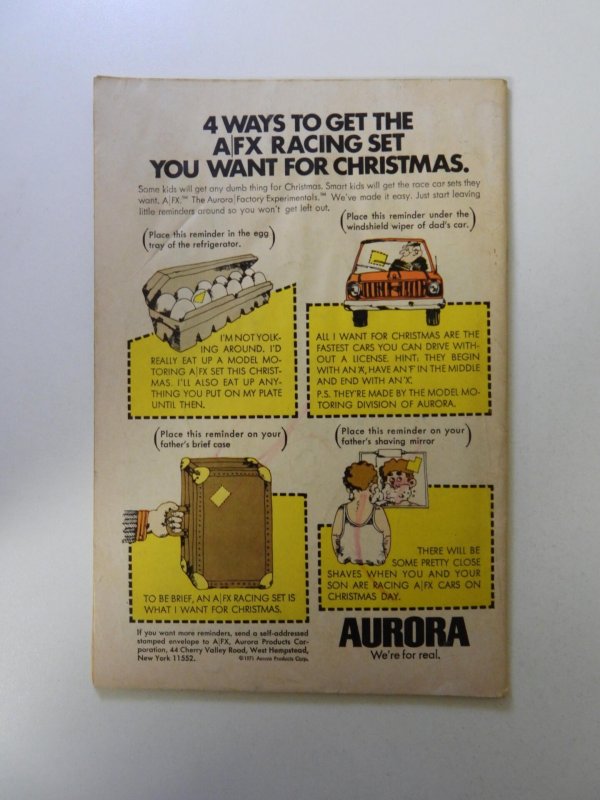 4 WAYS TO GET THE
A|FX RACING SET
YOU WANT FOR CHRISTMAS.
Some kids will get any dumb thing for Christmas. Smart kids will get the race car sets they
want, A|FX.™ The Aurora Factory Experimentals.™ We've made it easy. Just start leaving
little reminders around so you won't get left out.
(Place this reminder in the egg
tray of the refrigerator.)
I'M NOT YOLK-
ING AROUND, I'D
REALLY EAT UP A MODEL MO-
TORING A|FX SET THIS CHRIST-
MAS. I'LL ALSO EAT UP ANY-
THING YOU PUT ON MY PLATE
UNTIL THEN.
(Place this reminder under the
windshield wiper of dad's car.)
ALL I WANT FOR CHRISTMAS ARE THE
FASTEST CARS YOU CAN DRIVE WITH-
OUT A LICENSE. HINT: THEY BEGIN
WITH AN 'A', HAVE AN 'F' IN THE MIDDLE
AND END WITH AN 'X'.
P.S. THEY'RE MADE BY THE MODEL MO-
TORING DIVISION OF AURORA.
(Place this reminder on your
father's brief case)
TO BE BRIEF, AN A|FX RACING SET IS
WHAT I WANT FOR CHRISTMAS.
(Place this reminder on your
father's shaving mirror)
THERE WILL BE
SOME PRETTY CLOSE
SHAVES WHEN YOU AND YOUR
SON ARE RACING A|FX CARS ON
CHRISTMAS DAY.
If you want more reminders, send a self-addressed
stamped envelope to A|FX, Aurora Products Cor-
poration, 44 Cherry Valley Road, West Hempstead,
New York 11552. ©1971 Aurora Products Corp.
AURORA
We're for real.